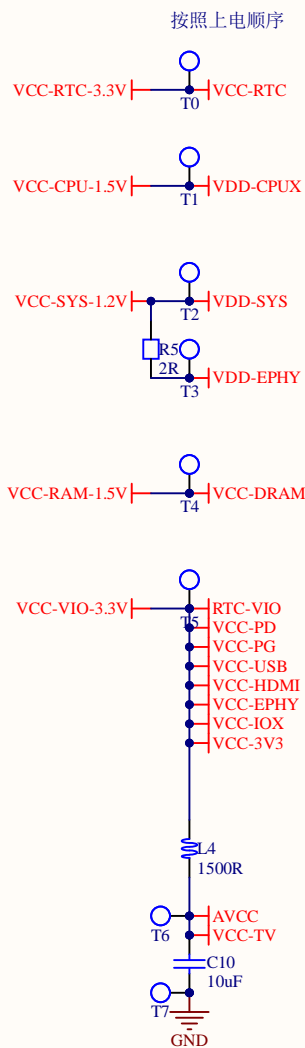 按照上电顺序
VCC-RTC-3.3V VCC-RTC
T0
VCC-CPU-1.5V VDD-CPUX
T1
VCC-SYS-1.2V VDD-SYS
T2
R5
2R
VDD-EPHY
T3
VCC-RAM-1.5V VCC-DRAM
T4
VCC-VIO-3.3V RTC-VIO
T5
VCC-PD
VCC-PG
VCC-USB
VCC-HDMI
VCC-EPHY
VCC-IOX
VCC-3V3
L4
1500R
AVCC
T6
VCC-TV
C10
10uF
T7
GND